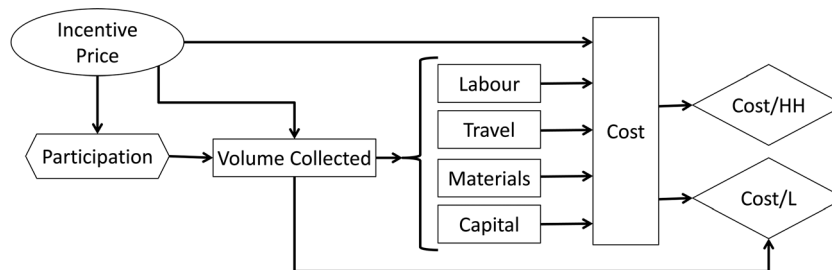 Incentive
Price
Participation
Volume Collected
Labour
Travel
Materials
Capital
Cost
Cost/HH
Cost/L